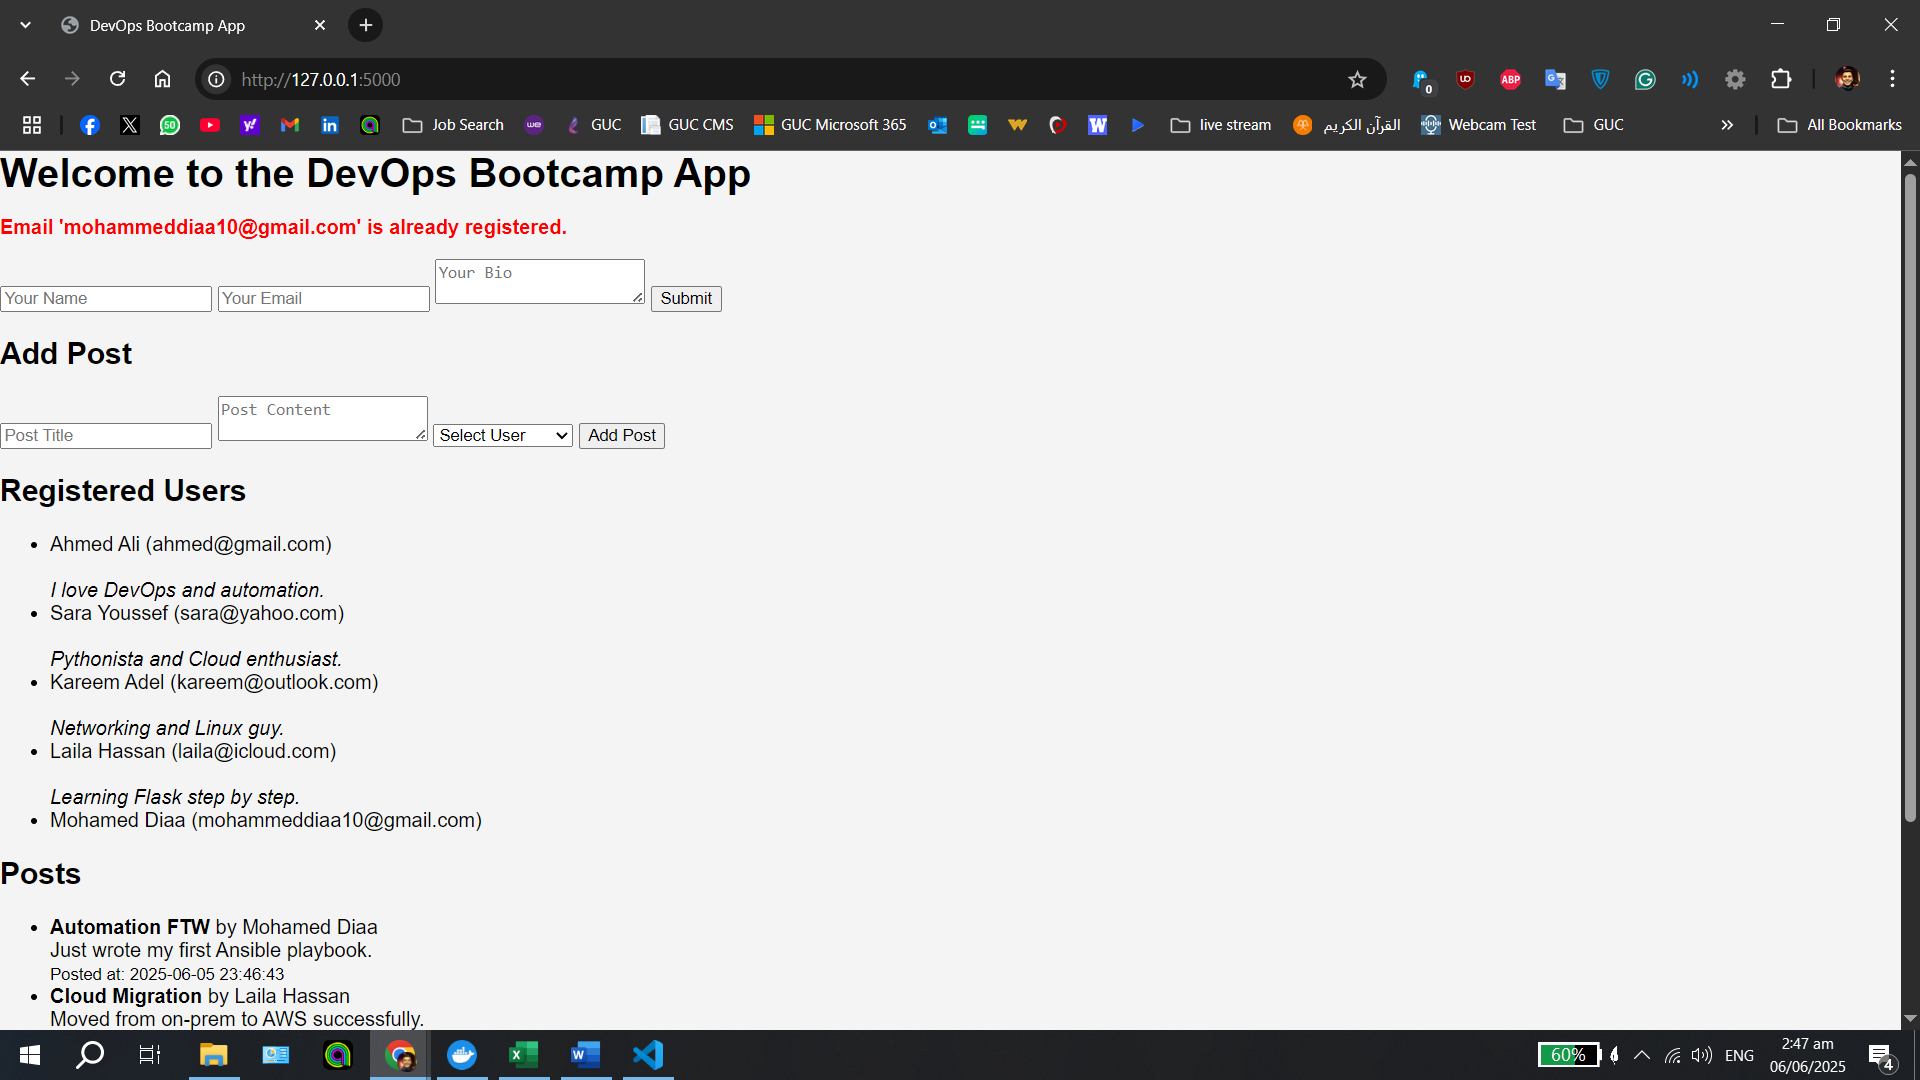 DevOps Bootcamp App
http://127.0.0.1:5000
0
UD
ABP
50
Job Search
we
GUC
GUC CMS
GUC Microsoft 365
live stream
القرآن الكريم
Webcam Test
GUC
All Bookmarks
Welcome to the DevOps Bootcamp App
Email 'mohammeddiaa10@gmail.com' is already registered.
Your Name Your Email Your Bio Submit
Add Post
Post Title Post Content Select User Add Post
Registered Users
Ahmed Ali (ahmed@gmail.com)
I love DevOps and automation.
Sara Youssef (sara@yahoo.com)
Pythonista and Cloud enthusiast.
Kareem Adel (kareem@outlook.com)
Networking and Linux guy.
Laila Hassan (laila@icloud.com)
Learning Flask step by step.
Mohamed Diaa (mohammeddiaa10@gmail.com)
Posts
Automation FTW by Mohamed Diaa
Just wrote my first Ansible playbook.
Posted at: 2025-06-05 23:46:43
Cloud Migration by Laila Hassan
Moved from on-prem to AWS successfully.
60%
ENG
2:47 am
06/06/2025
4